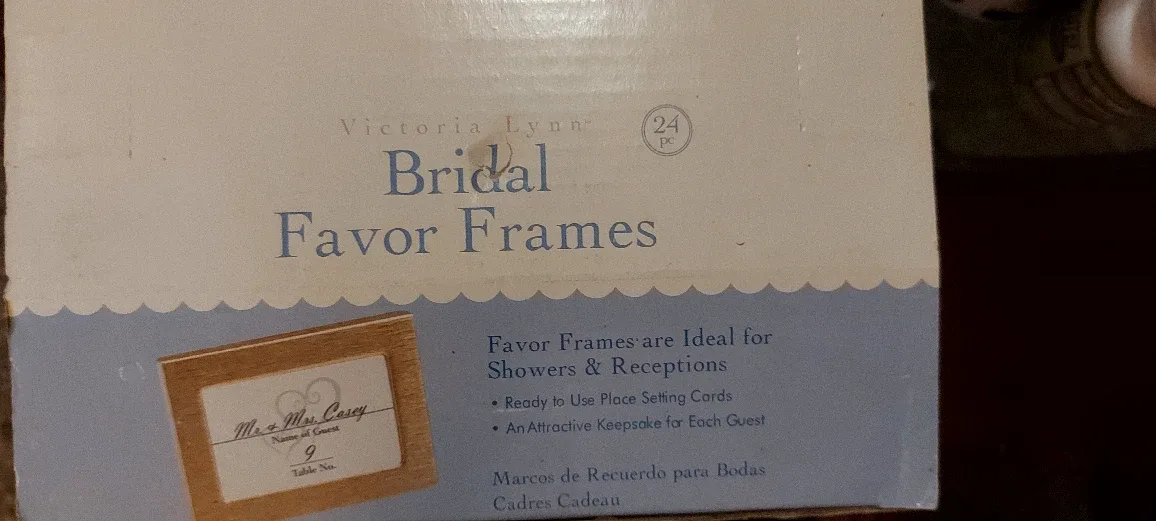 Victoria Lynn™
24
pc
Bridal
Favor Frames
Favor Frames are Ideal for
Showers & Receptions
• Ready to Use Place Setting Cards
• An Attractive Keepsake for Each Guest
Mr. & Mrs. Casey
Name of Guest
9
Table No.
Marcos de Recuerdo para Bodas
Cadres Cadeau